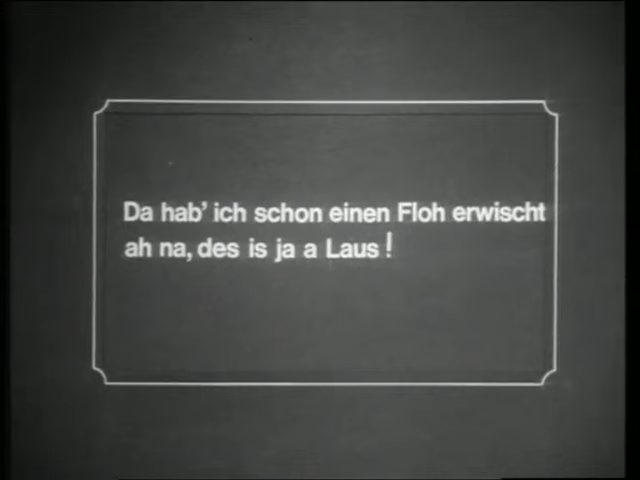 Da hab' ich schon einen Floh erwischt
ah na, des is ja a Laus!